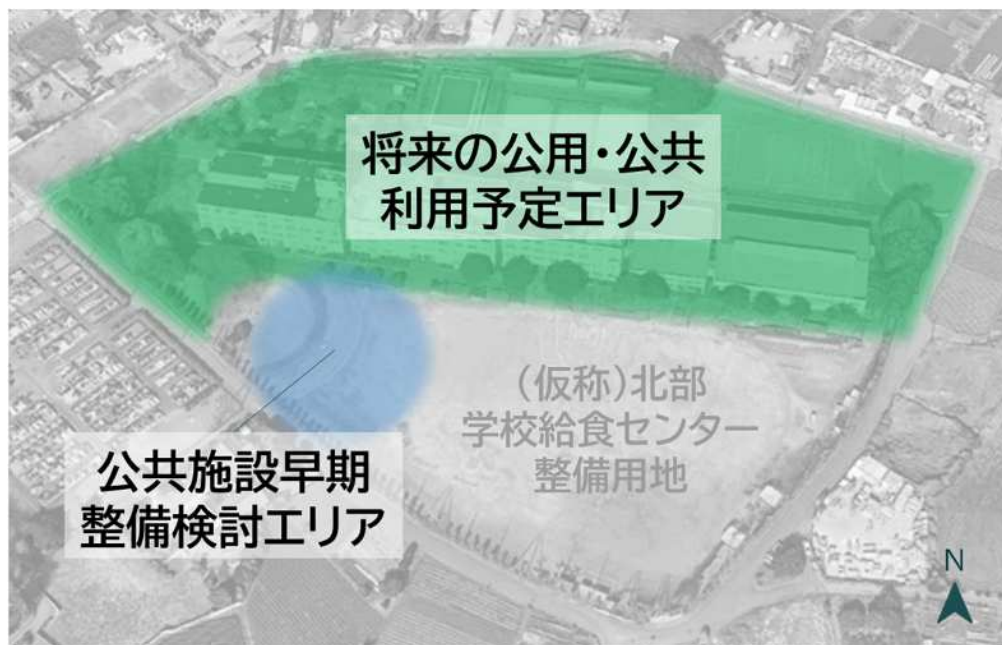 将来の公用・公共
利用予定エリア
(仮称)北部
学校給食センター
整備用地
公共施設早期
整備検討エリア
N